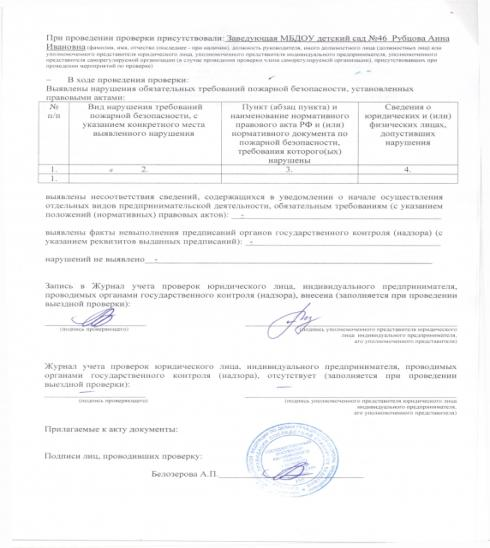 При проведении проверки присутствовали: Заведующая МБДОУ детский сад №46 Рубцова Анна
Ивановна (фамилия, имя, отчество (последнее - при наличии), должность руководителя, иного должностного лица (должностных лиц) или
уполномоченного представителя юридического лица, уполномоченного представителя индивидуального предпринимателя, уполномоченного
представителя саморегулируемой организации (в случае проведения проверки члена саморегулируемой организации), присутствовавших при
проведении мероприятий по проверке)
– В ходе проведения проверки:
Выявлены нарушения обязательных требований пожарной безопасности, установленных
правовыми актами:
№ п/п
Вид нарушения требований пожарной безопасности, с указанием конкретного места выявленного нарушения
Пункт (абзац пункта) и наименование нормативного правового акта РФ и (или) нормативного документа по пожарной безопасности, требования которого(ых) нарушены
Сведения о юридических и (или) физических лицах, допустивших нарушения
1. 2. 3. 4.
1.
выявлены несоответствия сведений, содержащихся в уведомлении о начале осуществления
отдельных видов предпринимательской деятельности, обязательным требованиям (с указанием
положений (нормативных) правовых актов): -
выявлены факты невыполнения предписаний органов государственного контроля (надзора) (с
указанием реквизитов выданных предписаний): -
нарушений не выявлено -
Запись в Журнал учета проверок юридического лица, индивидуального предпринимателя,
проводимых органами государственного контроля (надзора), внесена (заполняется при проведении
выездной проверки):
(подпись проверяющего)
(подпись уполномоченного представителя юридического лица, индивидуального предпринимателя, его уполномоченного представителя)
Журнал учета проверок юридического лица, индивидуального предпринимателя, проводимых
органами государственного контроля (надзора), отсутствует (заполняется при проведении
выездной проверки):
(подпись проверяющего)
(подпись уполномоченного представителя юридического лица индивидуального предпринимателя, его уполномоченного представителя)
Прилагаемые к акту документы:
Подписи лиц, проводивших проверку:
Белозерова А.П.